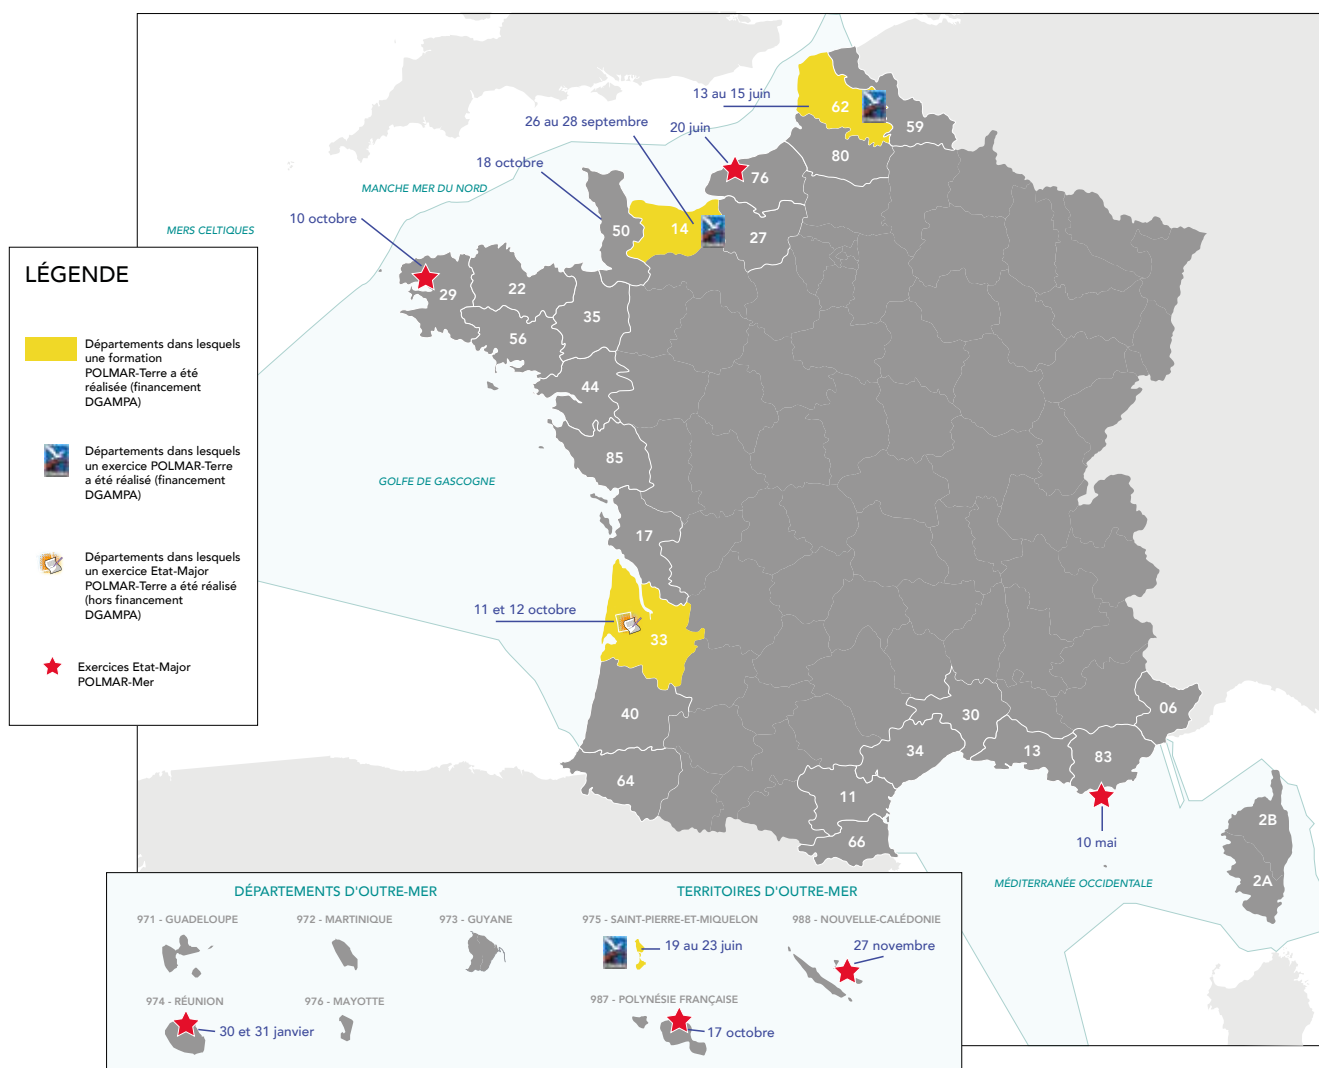 13 au 15 juin
26 au 28 septembre
20 juin
18 octobre
10 octobre
MANCHE MER DU NORD
MERS CELTIQUES
62
59
80
76
27
14
50
29
22
35
56
44
85
17
33
40
64
30
34
13
83
06
11
66
2B
2A
GOLFE DE GASCOGNE
11 et 12 octobre
10 mai
MÉDITERRANÉE OCCIDENTALE
LÉGENDE
Départements dans lesquels
une formation
POLMAR-Terre a été
réalisée (financement
DGAMPA)
Départements dans lesquels
un exercice POLMAR-Terre
a été réalisé (financement
DGAMPA)
Département dans lesquels
un exercice Etat-Major
POLMAR-Terre a été réalisé
(hors financement
DGAMPA)
Exercices Etat-Major
POLMAR-Mer
DÉPARTEMENTS D'OUTRE-MER
971 - GUADELOUPE
972 - MARTINIQUE
973 - GUYANE
974 - RÉUNION
30 et 31 janvier
976 - MAYOTTE
TERRITOIRES D'OUTRE-MER
975 - SAINT-PIERRE-ET-MIQUELON
19 au 23 juin
988 - NOUVELLE-CALÉDONIE
27 novembre
987 - POLYNÉSIE FRANÇAISE
17 octobre